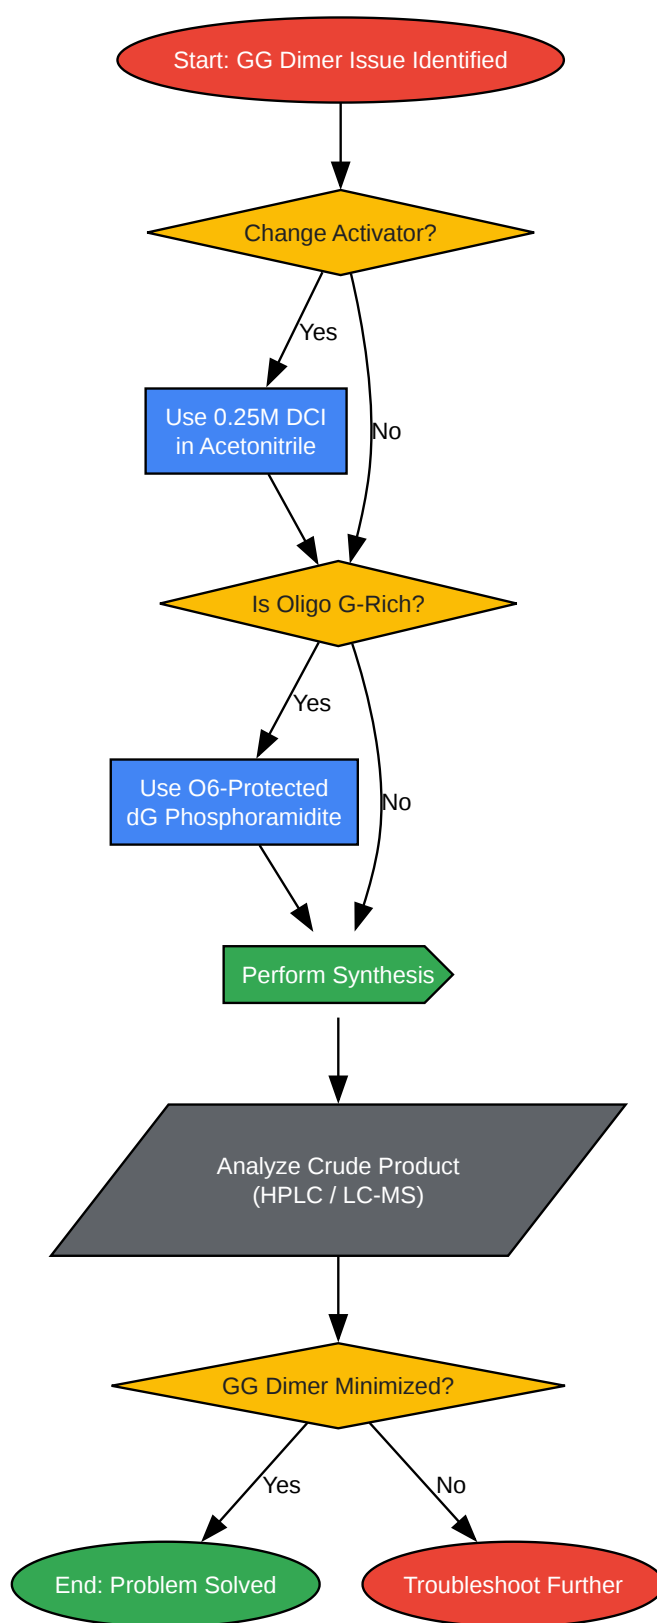 Start: GG Dimer Issue Identified
Change Activator?
Yes
Use 0.25M DCI
in Acetonitrile
No
Is Oligo G-Rich?
Yes
Use O6-Protected
dG Phosphoramidite
No
Perform Synthesis
Analyze Crude Product
(HPLC / LC-MS)
GG Dimer Minimized?
Yes
No
End: Problem Solved
Troubleshoot Further